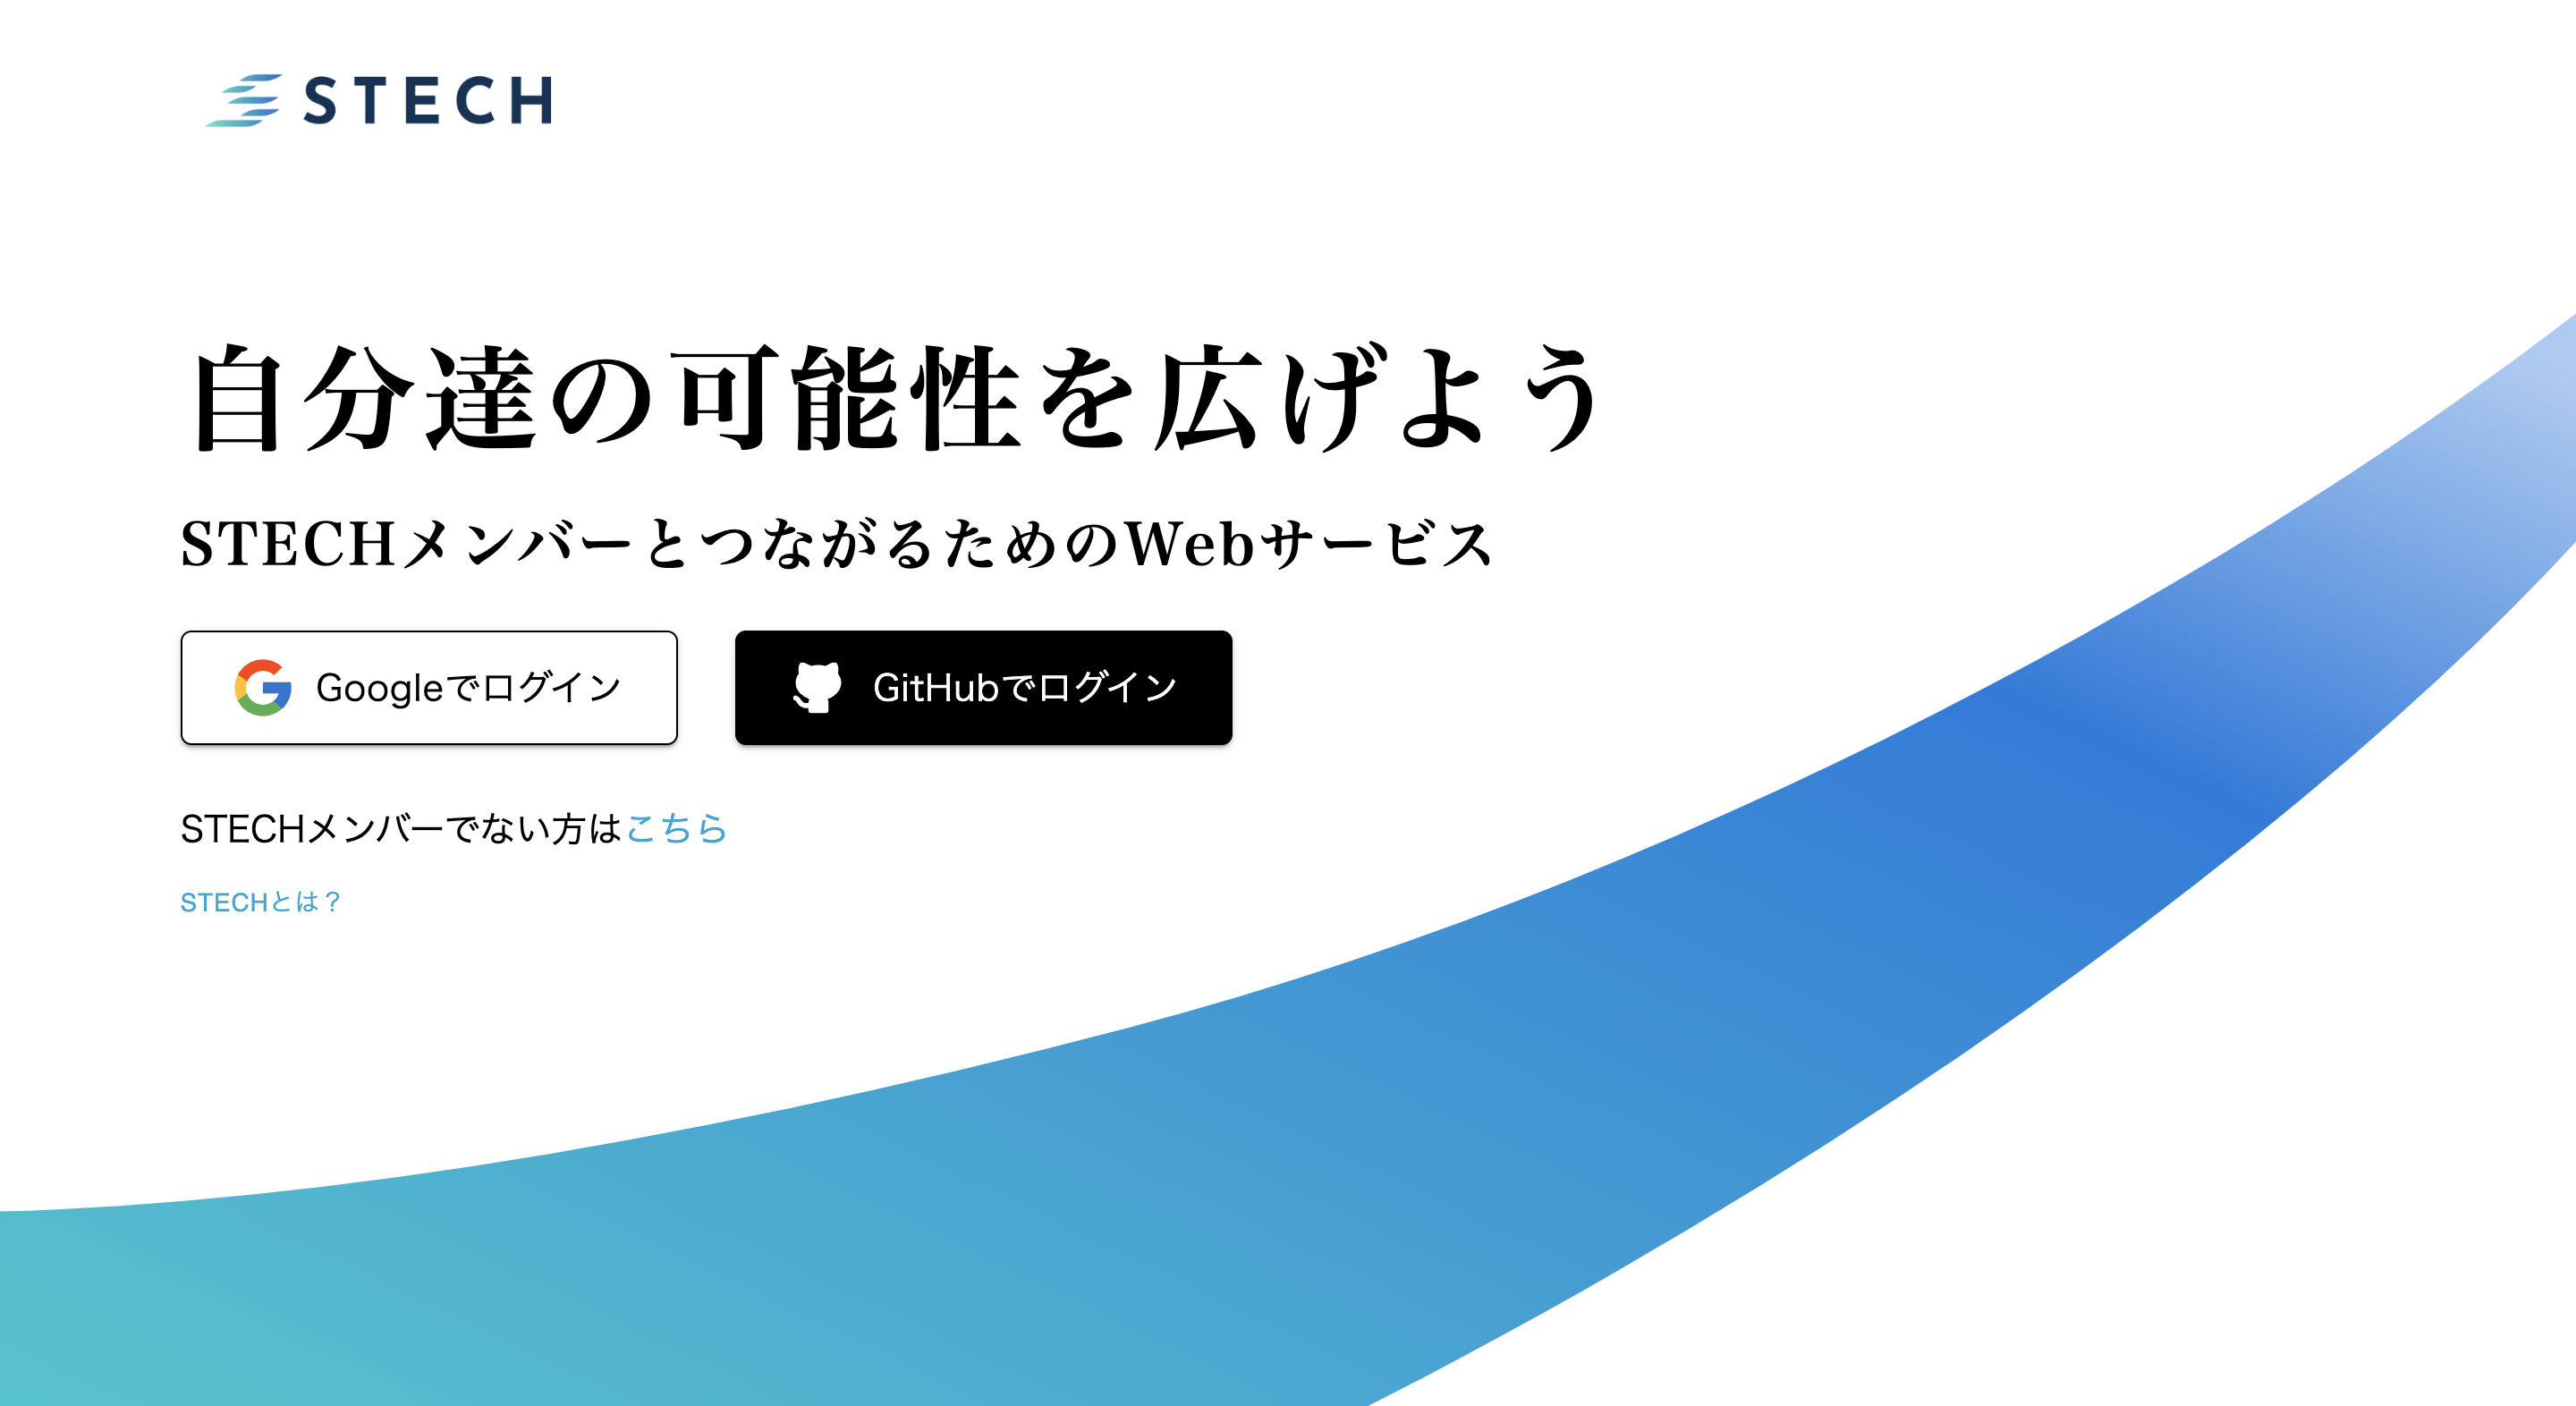 STECH
自分達の可能性を広げよう
STECHメンバーとつながるためのWebサービス
Googleでログイン
GitHubでログイン
STECHメンバーでない方はこちら
STECHとは？